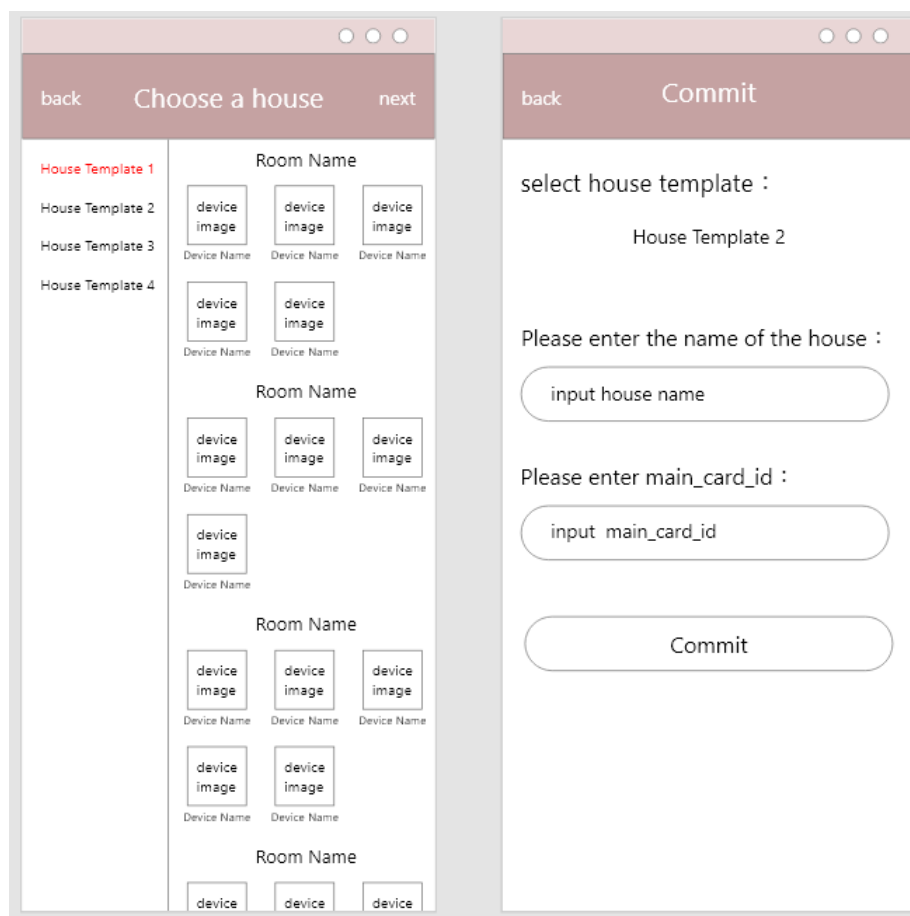 back Choose a house next
House Template 1
House Template 2
House Template 3
House Template 4
Room Name
device image device image device image
Device Name Device Name Device Name
device image device image
Device Name Device Name
Room Name
device image device image device image
Device Name Device Name Device Name
device image
Device Name
Room Name
device image device image device image
Device Name Device Name Device Name
device image device image
Device Name Device Name
Room Name
device device device
back Commit
select house template：
House Template 2
Please enter the name of the house：
input house name
Please enter main_card_id：
input main_card_id
Commit